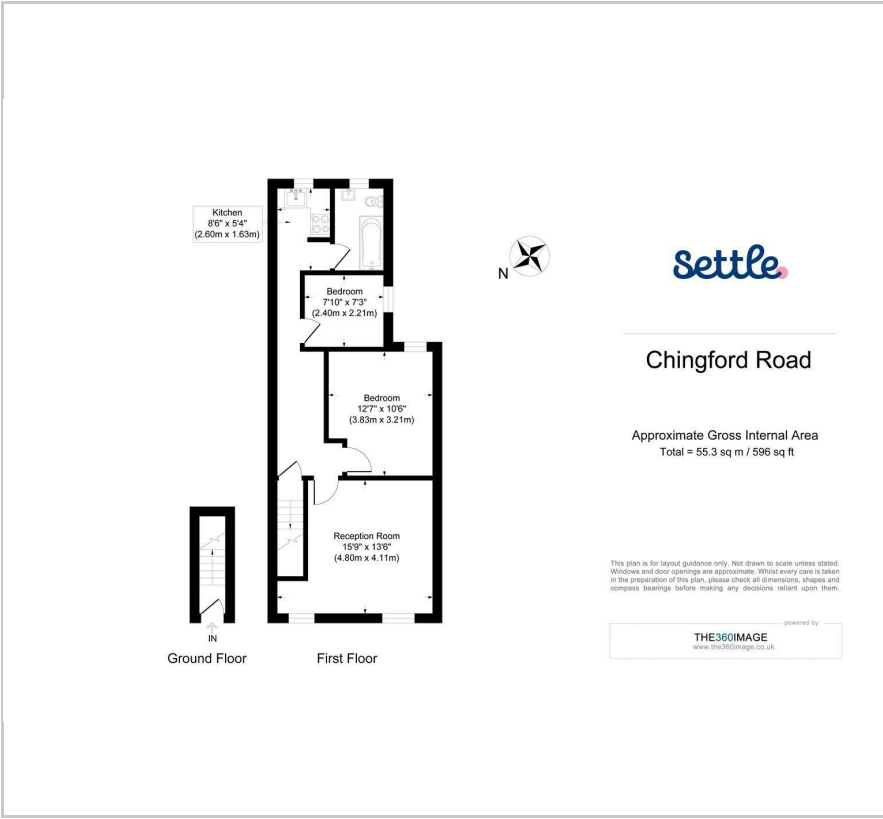 Kitchen
8'6" x 5'4"
(2.60m x 1.63m)
Bedroom
7'10" x 7'3"
(2.40m x 2.21m)
Bedroom
12'7" x 10'6"
(3.83m x 3.21m)
Reception Room
15'9" x 13'6"
(4.80m x 4.11m)
IN
Ground Floor
First Floor
N
Settle
Chingford Road
Approximate Gross Internal Area
Total = 55.3 sq m / 596 sq ft
This plan is for layout guidance only. Not drawn to scale unless stated.
Windows and door openings are approximate. Whilst every care is taken
in the preparation of this plan, please check all dimensions, shapes and
compass bearings before making any decisions reliant upon them.
powered by:
THE360IMAGE
www.the360image.co.uk